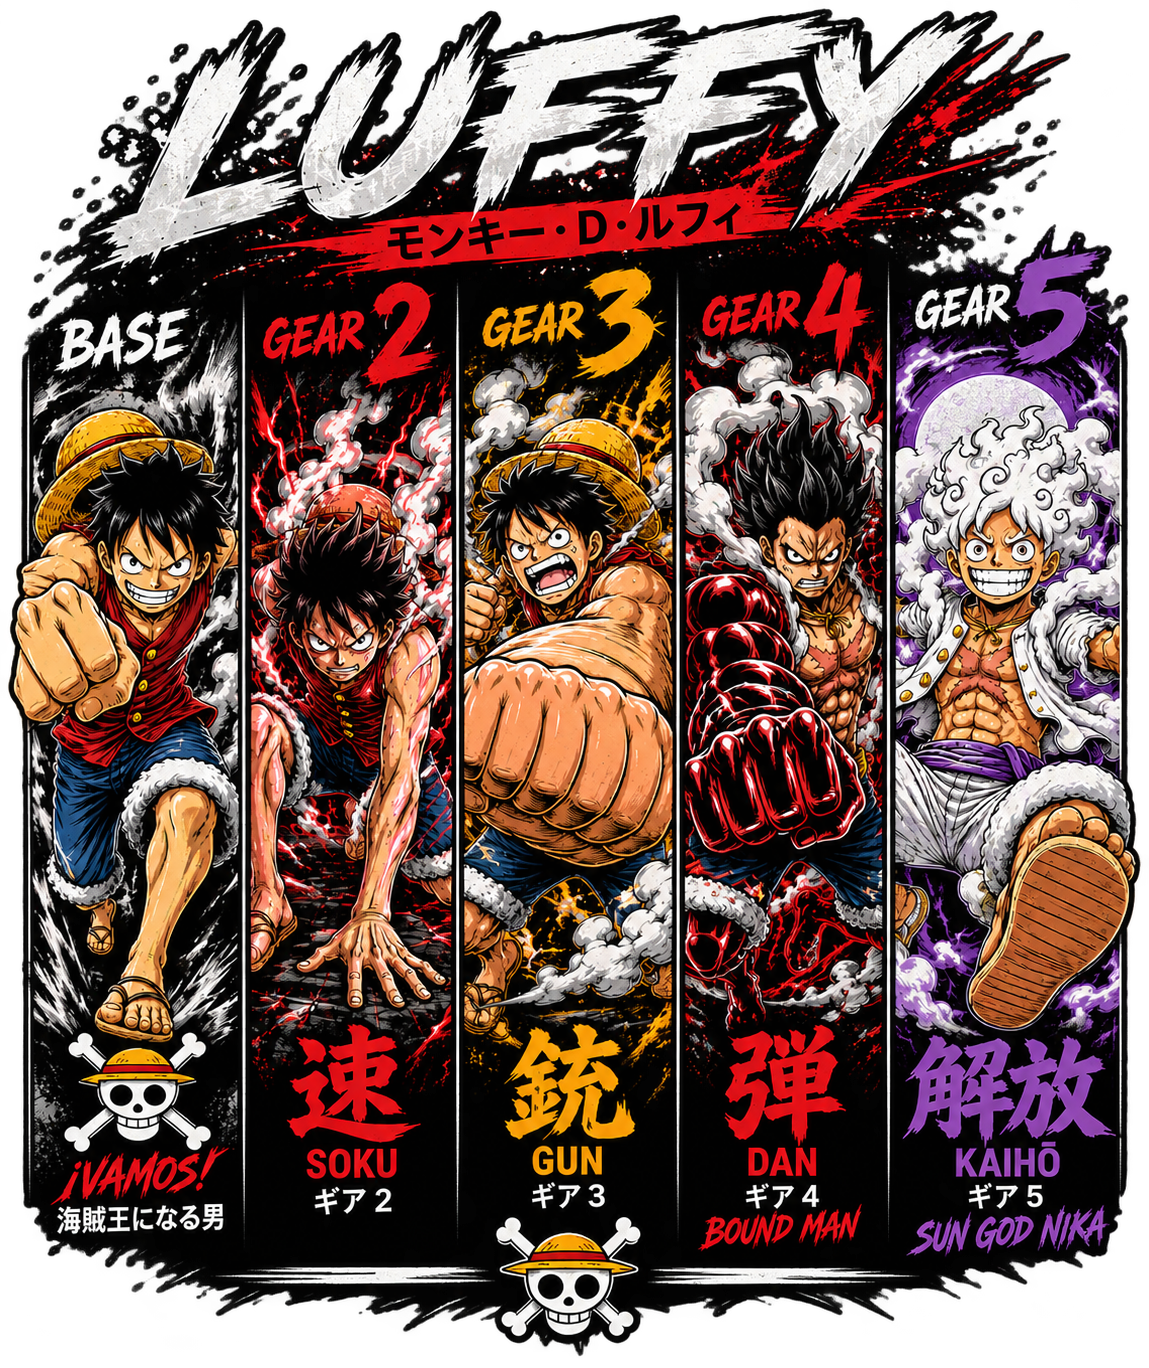 LUFFY
モンキー・D・ルフィ
BASE
GEAR 2
GEAR 3
GEAR 4
GEAR 5
¡VAMOS!
海賊王になる男
速
SOKU
ギア 2
銃
GUN
ギア 3
弾
DAN
ギア 4
BOUND MAN
解放
KAIHŌ
ギア 5
SUN GOD NIKA